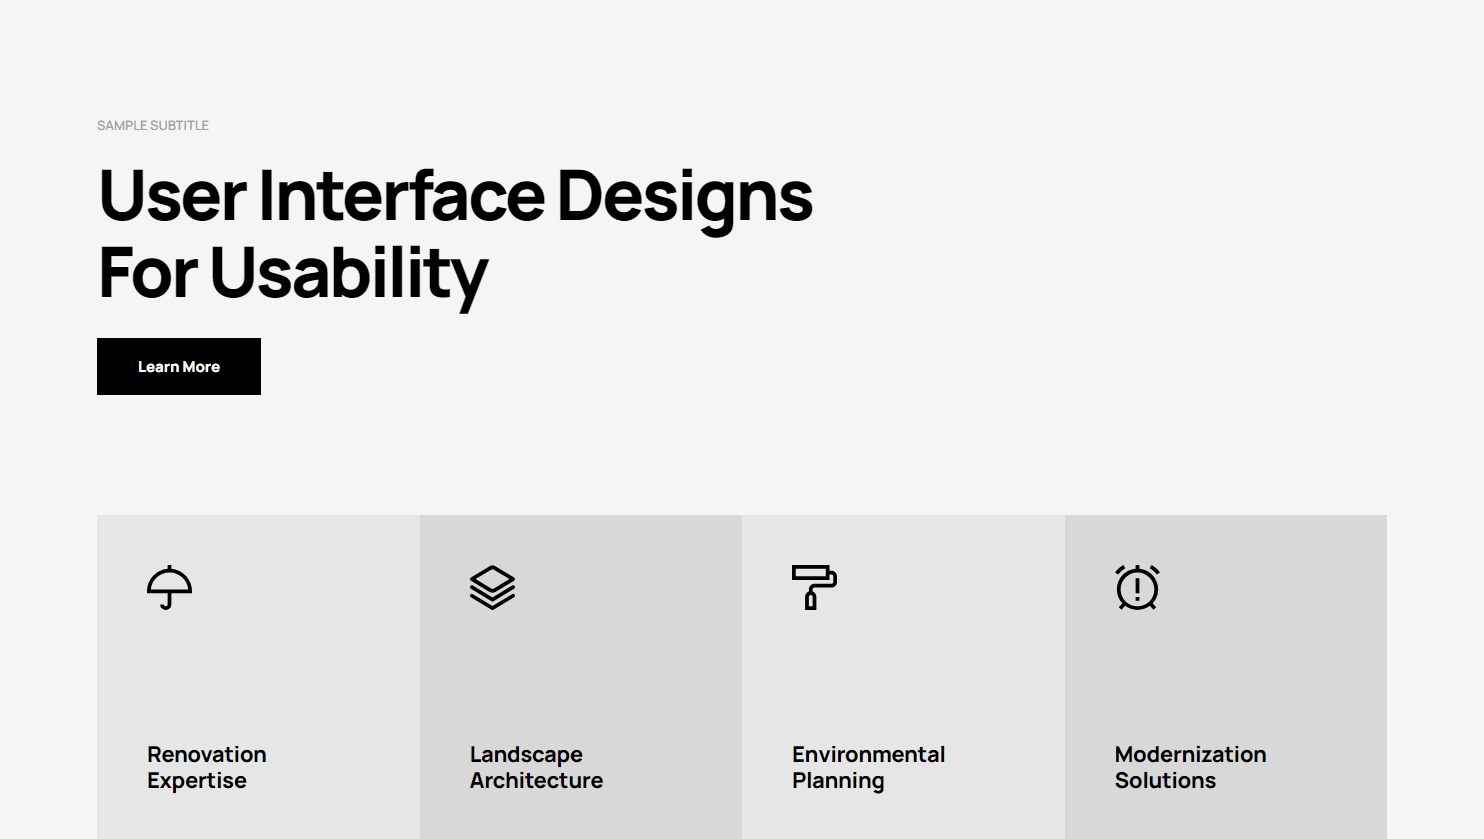 SAMPLE SUBTITLE
User Interface Designs
For Usability
Learn More
Renovation
Expertise
Landscape
Architecture
Environmental
Planning
Modernization
Solutions